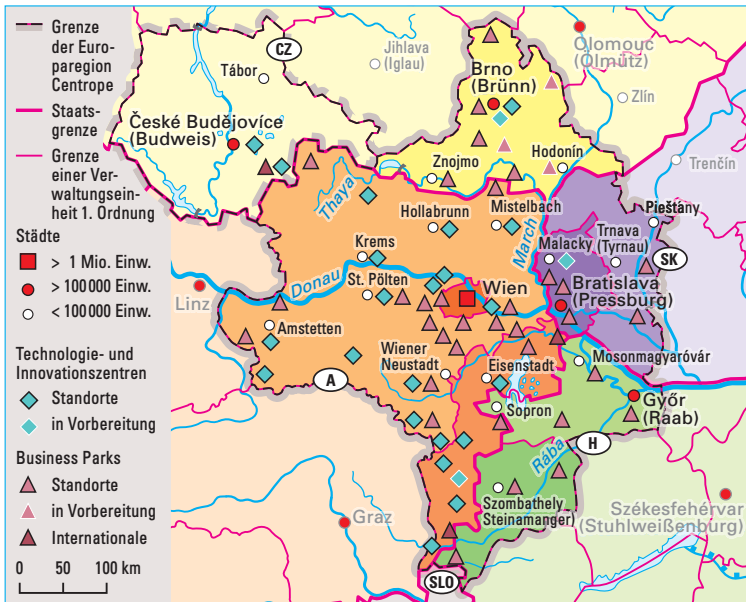 Grenze
der Euro-
paregion
Centrope
Staats-
grenze
Grenze
einer Ver-
waltungsein-
heit 1. Ordnung
Städte
> 1 Mio. Einw.
> 100 000 Einw.
< 100 000 Einw.
Technologie- und
Innovationszentren
Standorte
in Vorbereitung
Business Parks
Standorte
in Vorbereitung
Internationale
0 50 100 km
CZ
Jihlava
(Iglau)
Olomouc
(Olmütz)
Tábor
Brno
(Brünn)
Zlín
České Budějovice
(Budweis)
Znojmo
Hodonín
Trenčín
Thaya
Hollabrunn
Mistelbach
March
Piešťany
Malacky
Trnava
(Tyrnau)
SK
Krems
Donau
St. Pölten
Wien
Bratislava
(Pressburg)
Linz
Amstetten
Wiener
Neustadt
Eisenstadt
Mosonmagyaróvár
A
Sopron
Győr
(Raab)
H
Rába
Szombathely
Steinamanger)
Székesfehérvar
(Stuhlweißenburg)
Graz
SLO